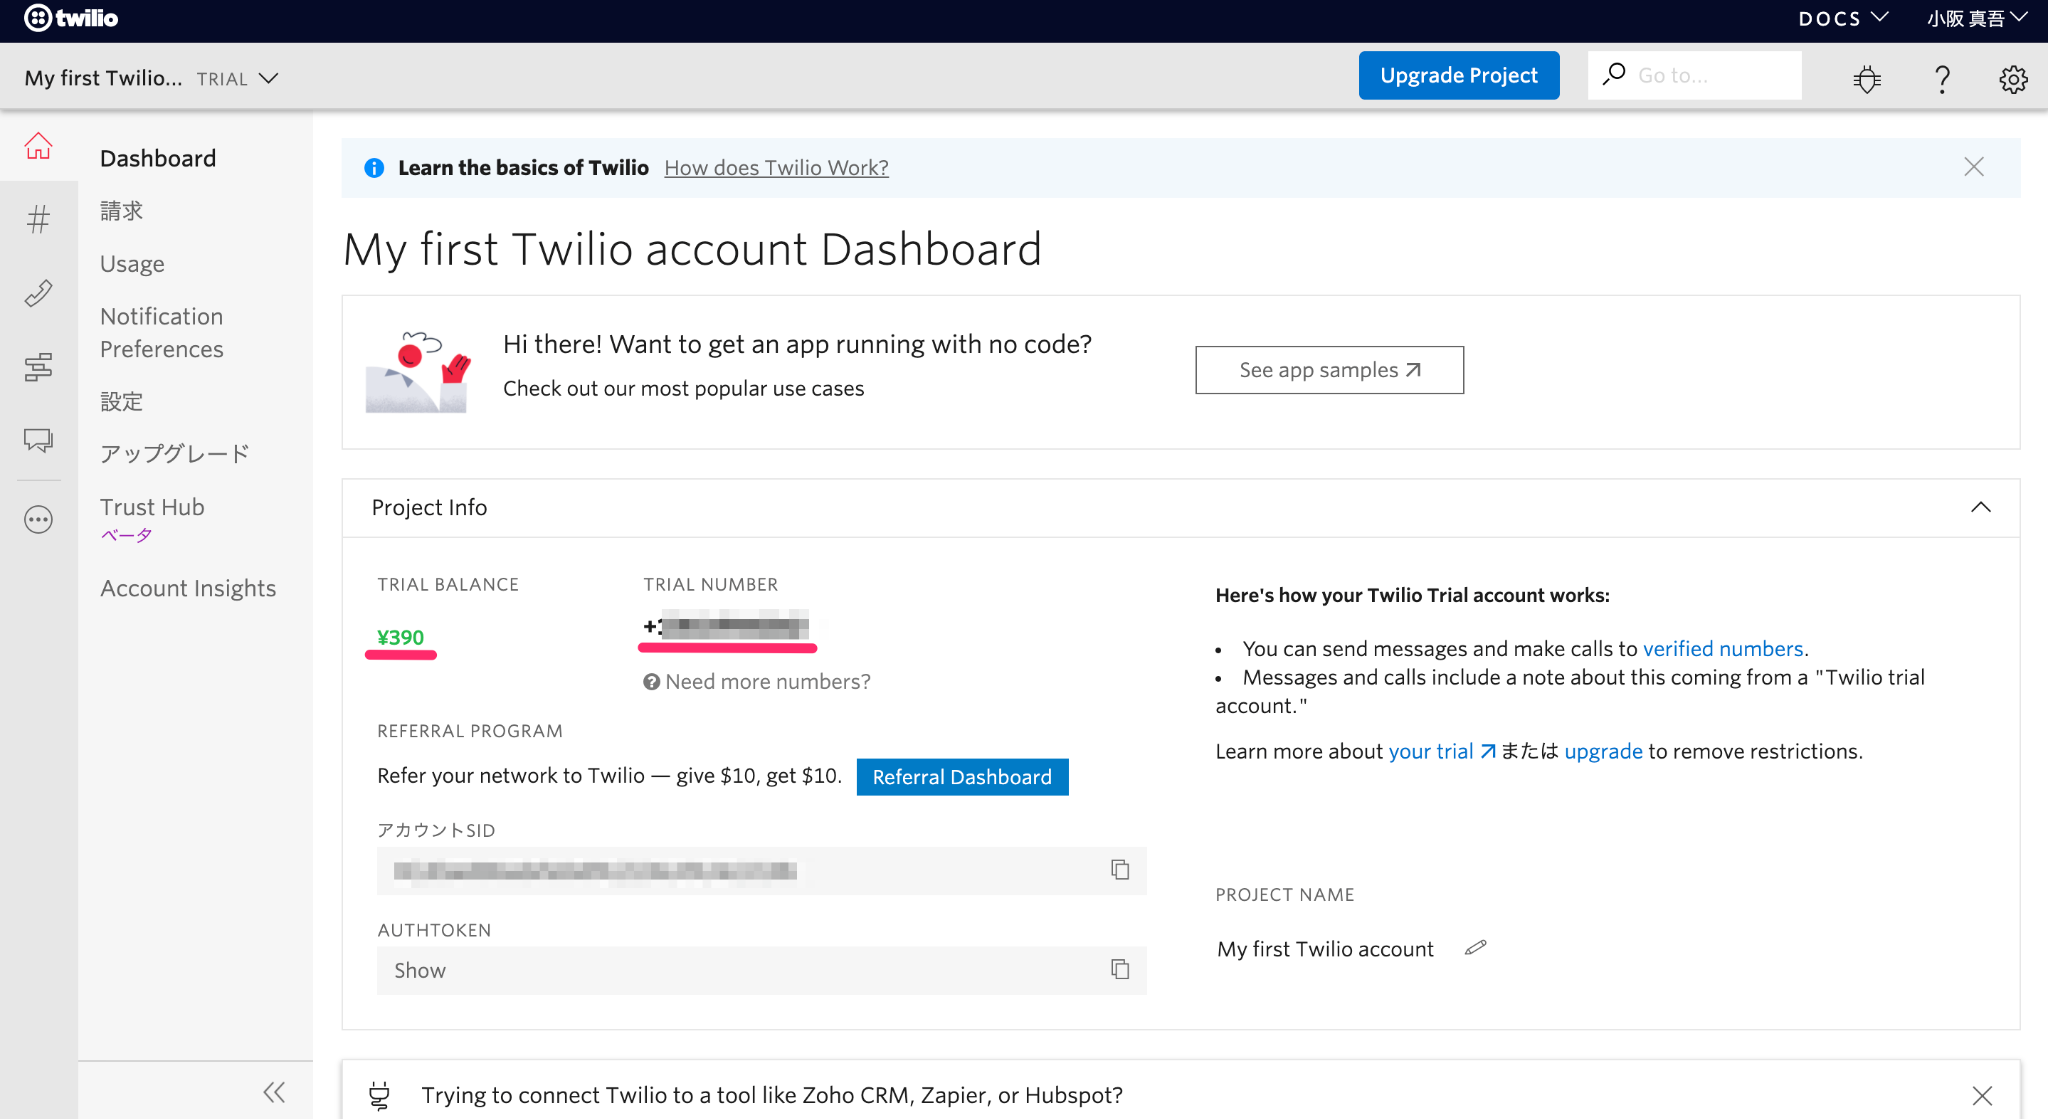 twilio
DOCS
小阪 真吾
My first Twilio... TRIAL
Upgrade Project
Go to...
Dashboard
請求
Usage
Notification
Preferences
設定
アップグレード
Trust Hub
ベータ
Account Insights
Learn the basics of Twilio How does Twilio Work?
My first Twilio account Dashboard
Hi there! Want to get an app running with no code?
Check out our most popular use cases
See app samples
Project Info
TRIAL BALANCE
¥390
TRIAL NUMBER
Need more numbers?
REFERRAL PROGRAM
Refer your network to Twilio — give $10, get $10. Referral Dashboard
アカウントSID
AUTHTOKEN
Show
Here's how your Twilio Trial account works:
• You can send messages and make calls to verified numbers.
• Messages and calls include a note about this coming from a "Twilio trial
account."
Learn more about your trial または upgrade to remove restrictions.
PROJECT NAME
My first Twilio account
Trying to connect Twilio to a tool like Zoho CRM, Zapier, or Hubspot?